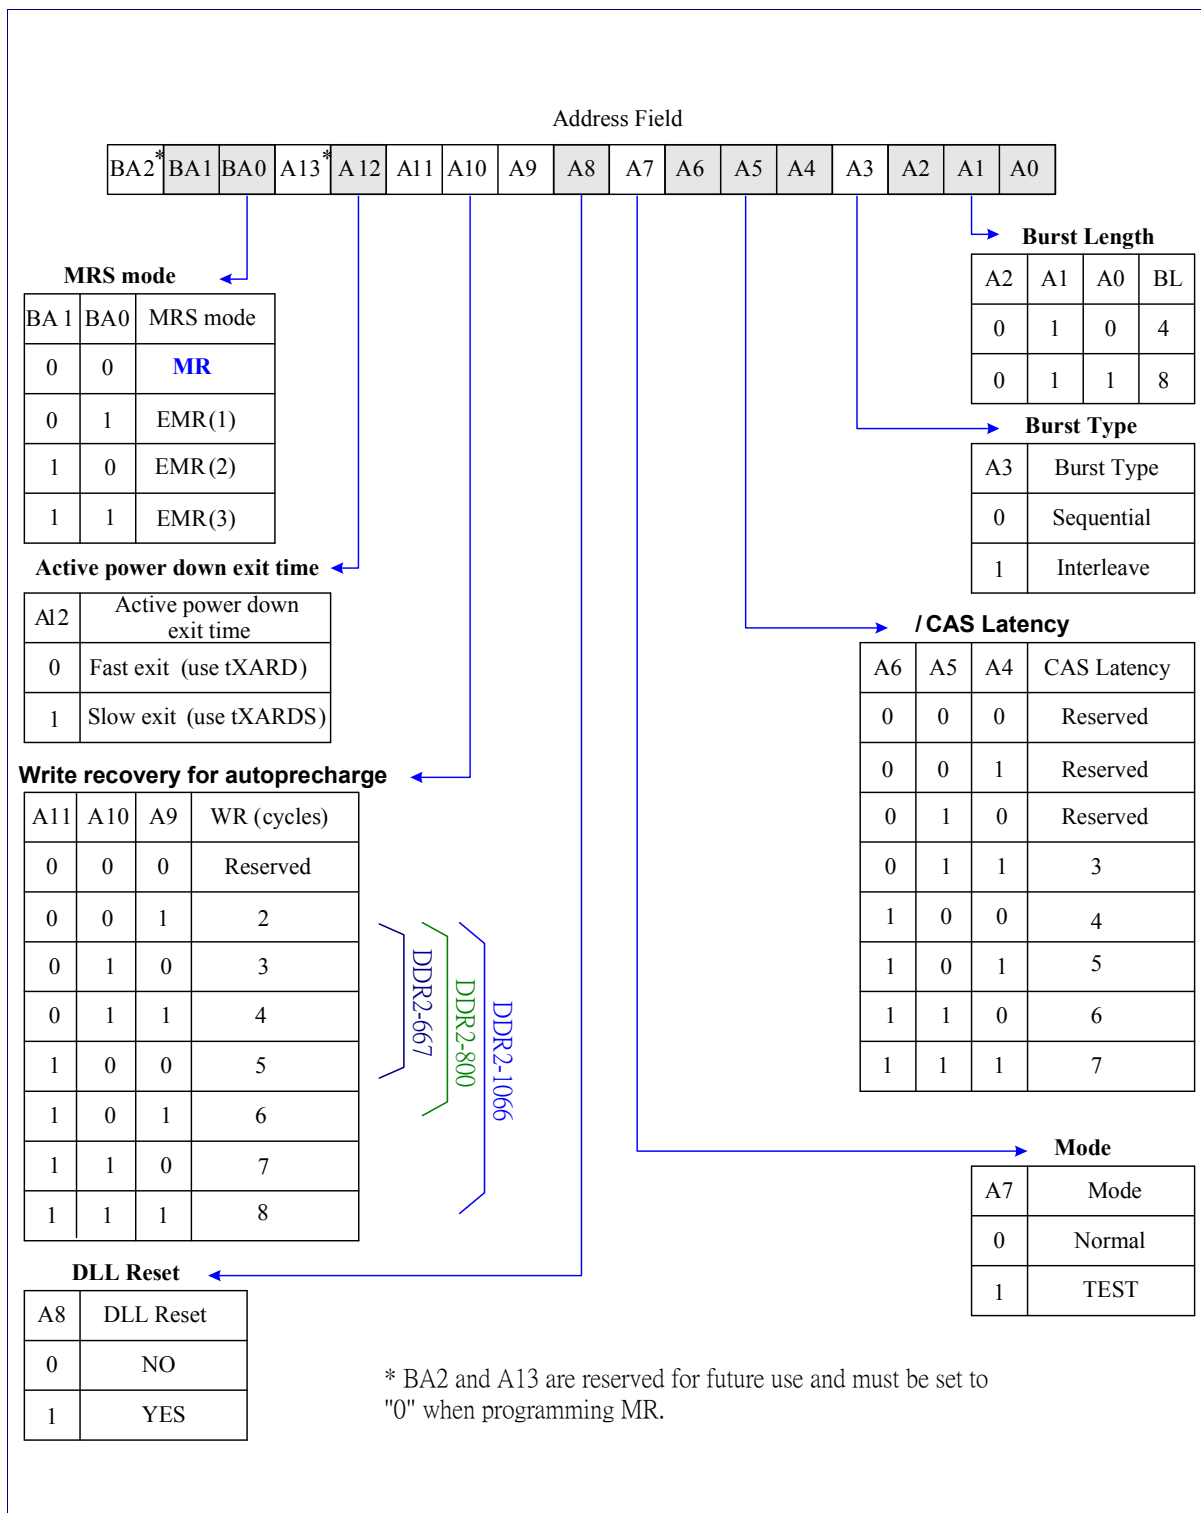 Address Field
BA2* BA1 BA0 A13* A12 A11 A10 A9 A8 A7 A6 A5 A4 A3 A2 A1 A0
MRS mode
BA1 BA0 MRS mode
0 0 MR
0 1 EMR(1)
1 0 EMR(2)
1 1 EMR(3)
Active power down exit time
A12 Active power down
exit time
0 Fast exit (use tXARD)
1 Slow exit (use tXARDS)
Write recovery for autoprecharge
A11 A10 A9 WR (cycles)
0 0 0 Reserved
0 0 1 2
0 1 0 3
0 1 1 4
1 0 0 5
1 0 1 6
1 1 0 7
1 1 1 8
DDR2-667
DDR2-800
DDR2-1066
DLL Reset
A8 DLL Reset
0 NO
1 YES
Burst Length
A2 A1 A0 BL
0 1 0 4
0 1 1 8
Burst Type
A3 Burst Type
0 Sequential
1 Interleave
/CAS Latency
A6 A5 A4 CAS Latency
0 0 0 Reserved
0 0 1 Reserved
0 1 0 Reserved
0 1 1 3
1 0 0 4
1 0 1 5
1 1 0 6
1 1 1 7
Mode
A7 Mode
0 Normal
1 TEST
* BA2 and A13 are reserved for future use and must be set to
"0" when programming MR.